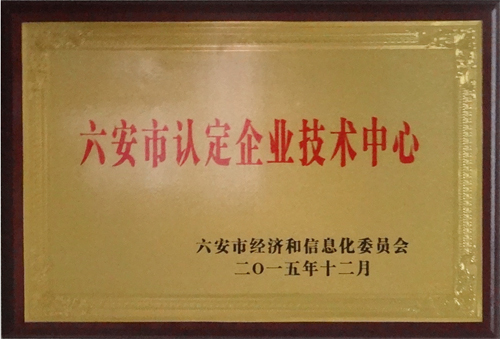 六安市认定企业技术中心
六安市经济和信息化委员会
二〇一五年十二月